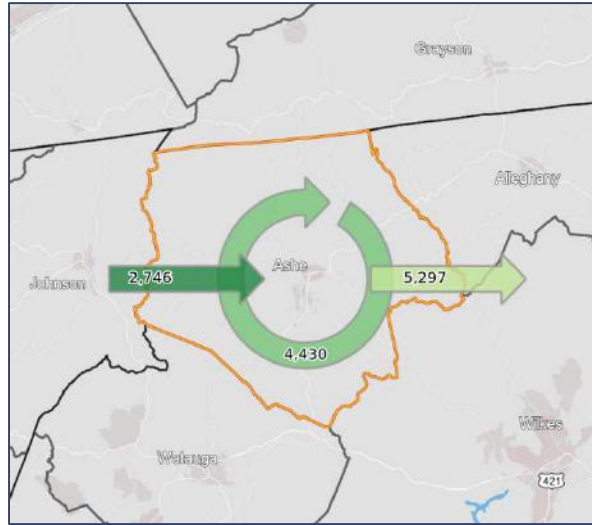 Grayson
Alleghany
Ashe
2,746
5,297
Johnson
4,430
Wilkes
Watauga
421